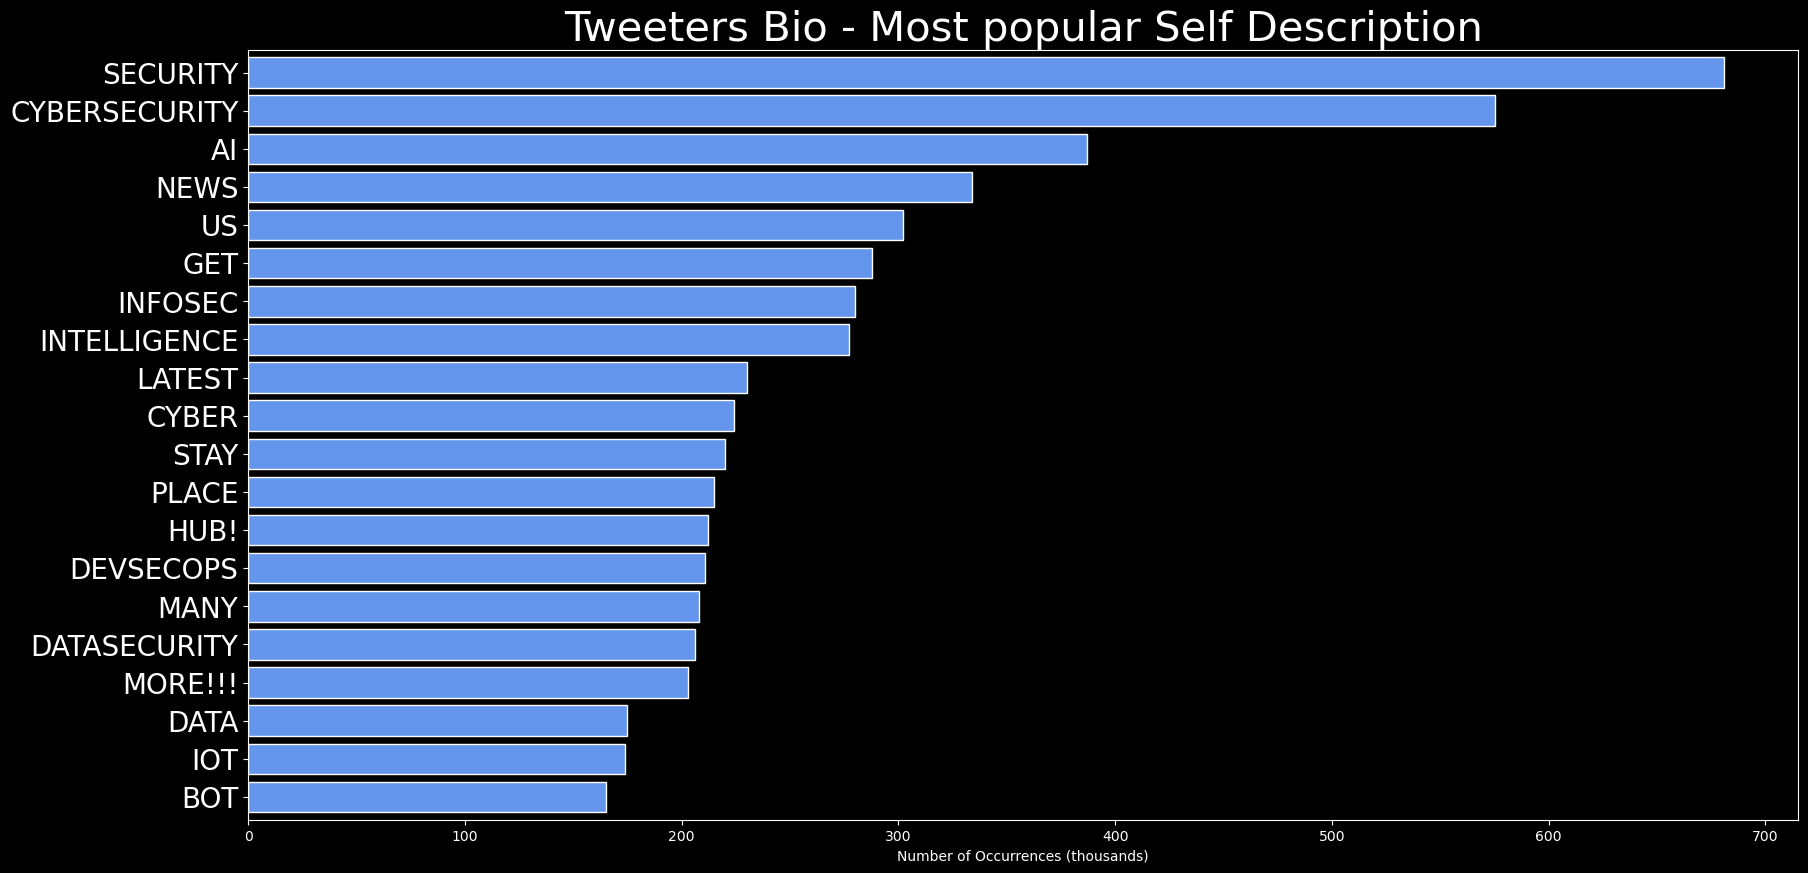 Tweeters Bio - Most popular Self Description
SECURITY
CYBERSECURITY
AI
NEWS
US
GET
INFOSEC
INTELLIGENCE
LATEST
CYBER
STAY
PLACE
HUB!
DEVSECOPS
MANY
DATASECURITY
MORE!!!
DATA
IOT
BOT
0 100 200 300 400 500 600 700
Number of Occurrences (thousands)